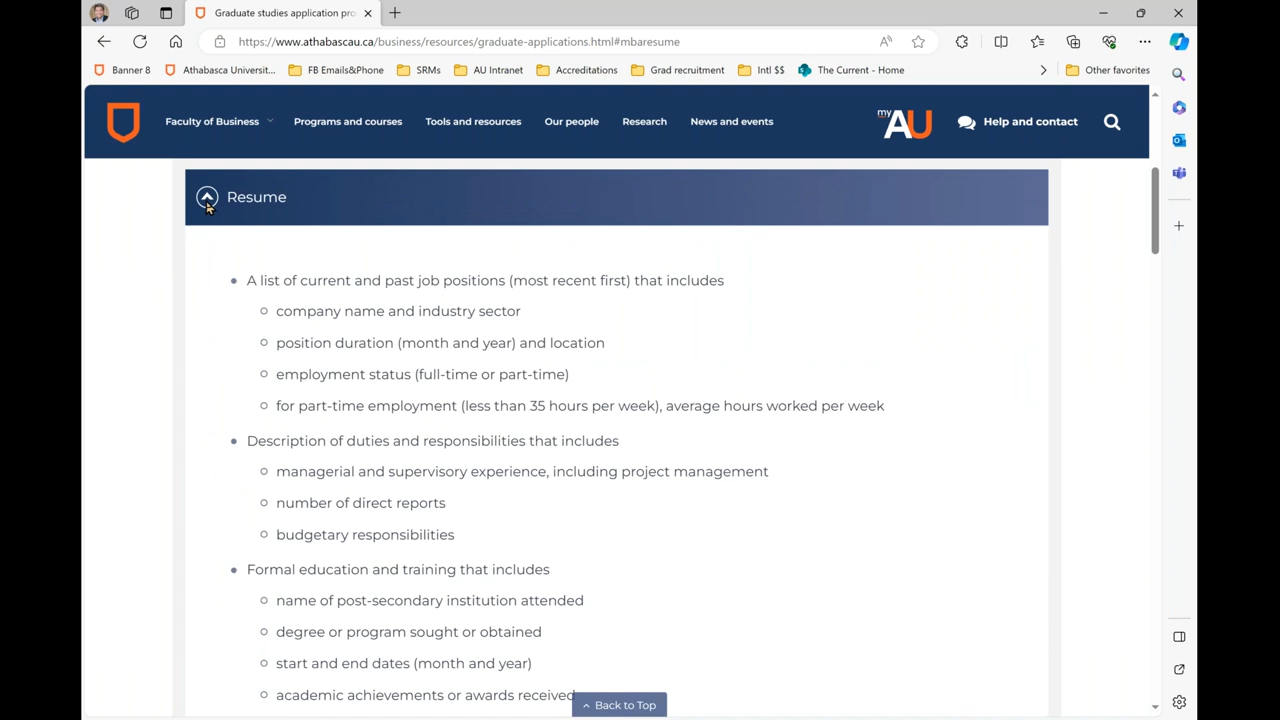 Graduate studies application pro
https://www.athabascau.ca/business/resources/graduate-applications.html#mbaresume
Banner 8
Athabasca Universit...
FB Emails&Phone
SRMs
AU Intranet
Accreditations
Grad recruitment
Intl $$
The Current - Home
Other favorites
Faculty of Business
Programs and courses
Tools and resources
Our people
Research
News and events
my AU
Help and contact
Resume
A list of current and past job positions (most recent first) that includes
company name and industry sector
position duration (month and year) and location
employment status (full-time or part-time)
for part-time employment (less than 35 hours per week), average hours worked per week
Description of duties and responsibilities that includes
managerial and supervisory experience, including project management
number of direct reports
budgetary responsibilities
Formal education and training that includes
name of post-secondary institution attended
degree or program sought or obtained
start and end dates (month and year)
academic achievements or awards received
Back to Top